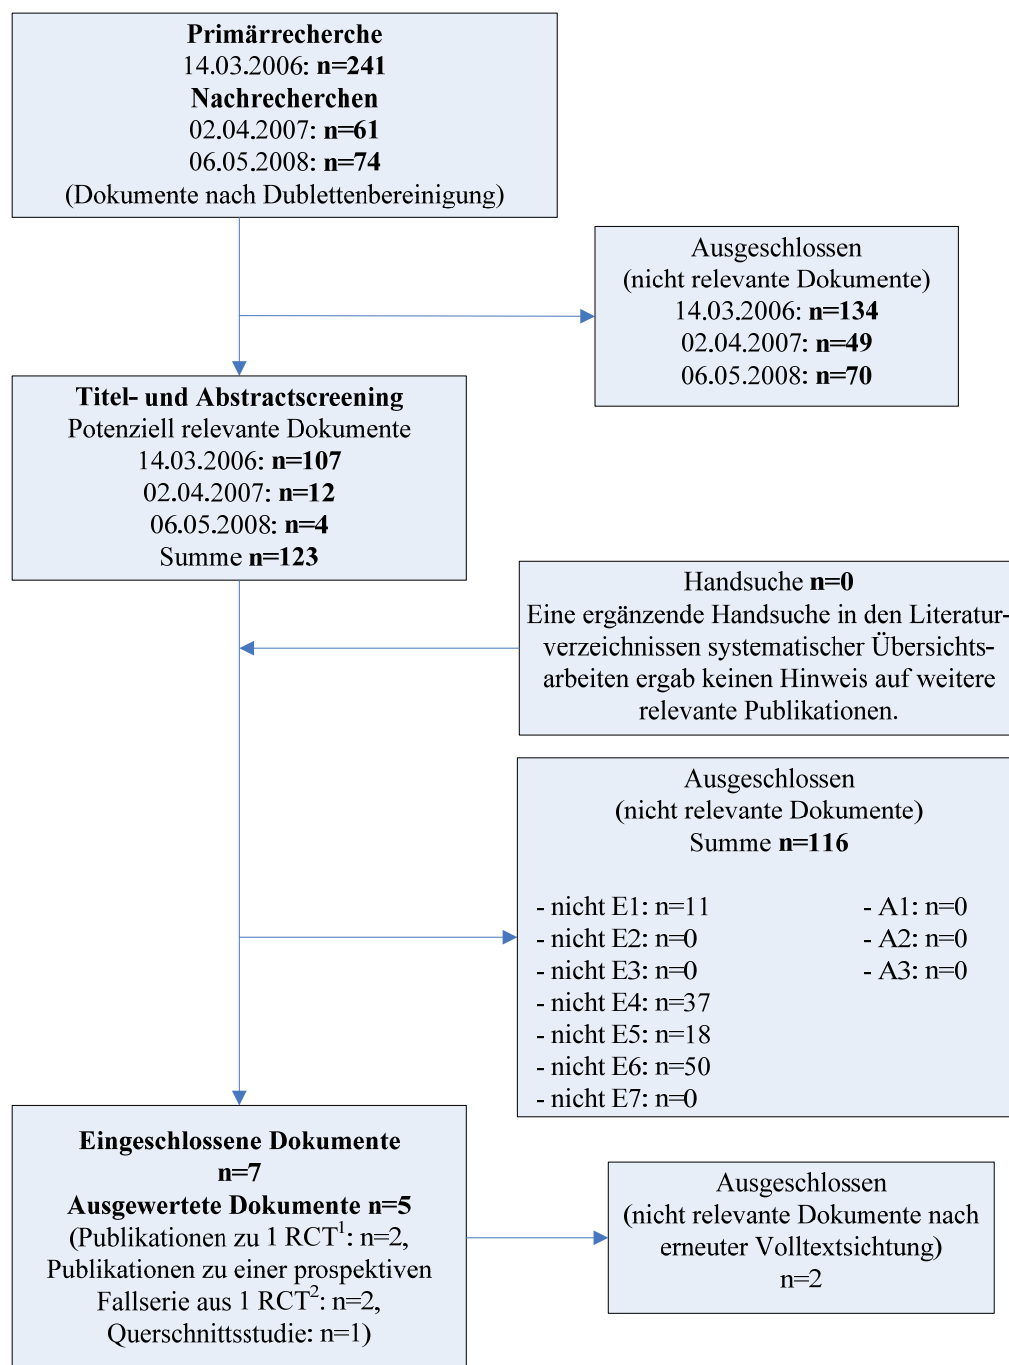 Primärrecherche
14.03.2006: n=241
Nachrecherchen
02.04.2007: n=61
06.05.2008: n=74
(Dokumente nach Dublettenbereinigung)
Ausgeschlossen
(nicht relevante Dokumente)
14.03.2006: n=134
02.04.2007: n=49
06.05.2008: n=70
Titel- und Abstractscreening
Potenziell relevante Dokumente
14.03.2006: n=107
02.04.2007: n=12
06.05.2008: n=4
Summe n=123
Handsuche n=0
Eine ergänzende Handsuche in den Literatur-
verzeichnissen systematischer Übersichts-
arbeiten ergab keinen Hinweis auf weitere
relevante Publikationen.
Ausgeschlossen
(nicht relevante Dokumente)
Summe n=116
- nicht E1: n=11 - A1: n=0
- nicht E2: n=0 - A2: n=0
- nicht E3: n=0 - A3: n=0
- nicht E4: n=37
- nicht E5: n=18
- nicht E6: n=50
- nicht E7: n=0
Eingeschlossene Dokumente
n=7
Ausgewertete Dokumente n=5
(Publikationen zu 1 RCT¹: n=2,
Publikationen zu einer prospektiven
Fallserie aus 1 RCT²: n=2,
Querschnittsstudie: n=1)
Ausgeschlossen
(nicht relevante Dokumente nach
erneuter Volltextsichtung)
n=2